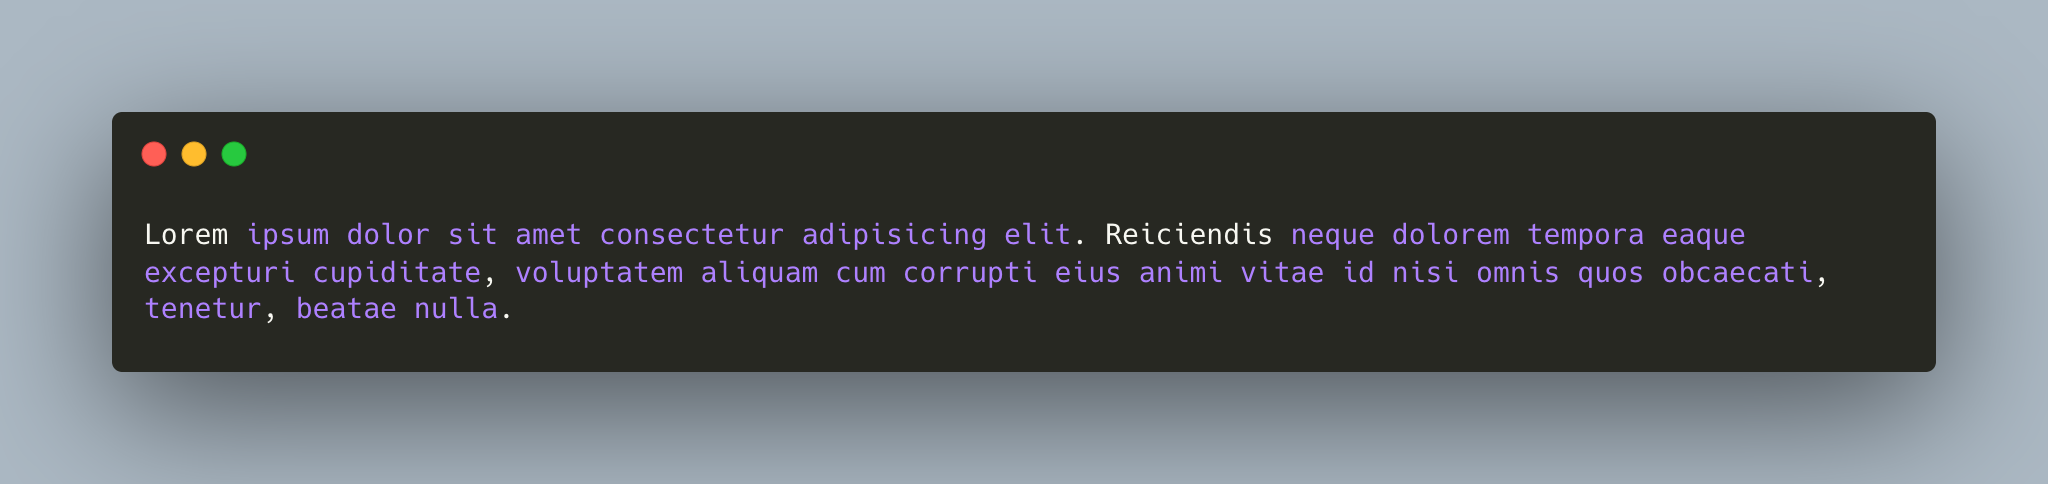 Lorem ipsum dolor sit amet consectetur adipisicing elit. Reiciendis neque dolorem tempora eaque
excepturi cupiditate, voluptatem aliquam cum corrupti eius animi vitae id nisi omnis quos obcaecati,
tenetur, beatae nulla.